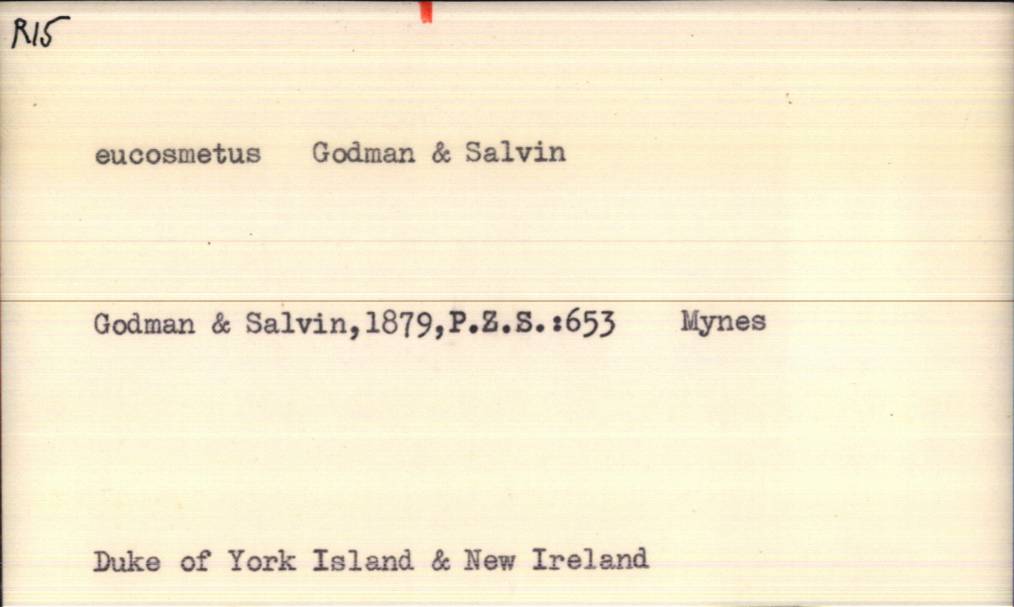 R15
eucosmetus Godman & Salvin
Godman & Salvin,1879,P.Z.S.:653 Mynes
Duke of York Island & New Ireland